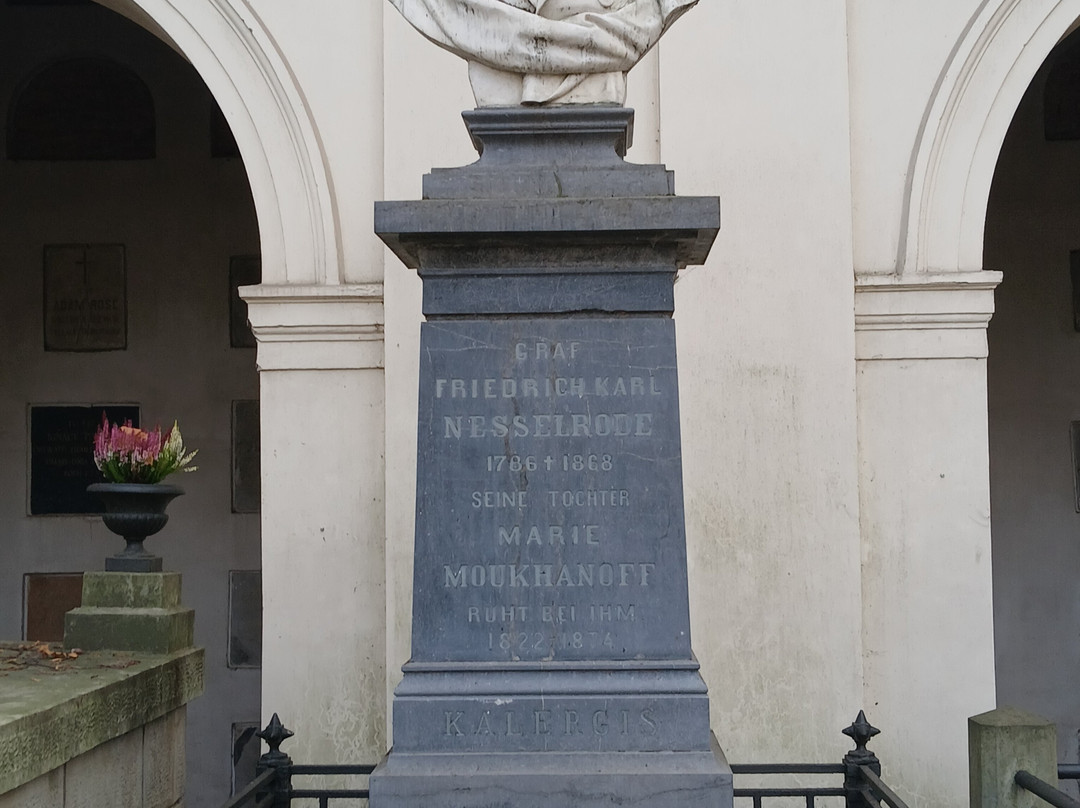 GRAF
FRIEDRICH KARL
NESSELRODE
1786 † 1868
SEINE TOCHTER
MARIE
MOUKHANOFF
RUHT BEI IHM
1822 1874
KALERGIS